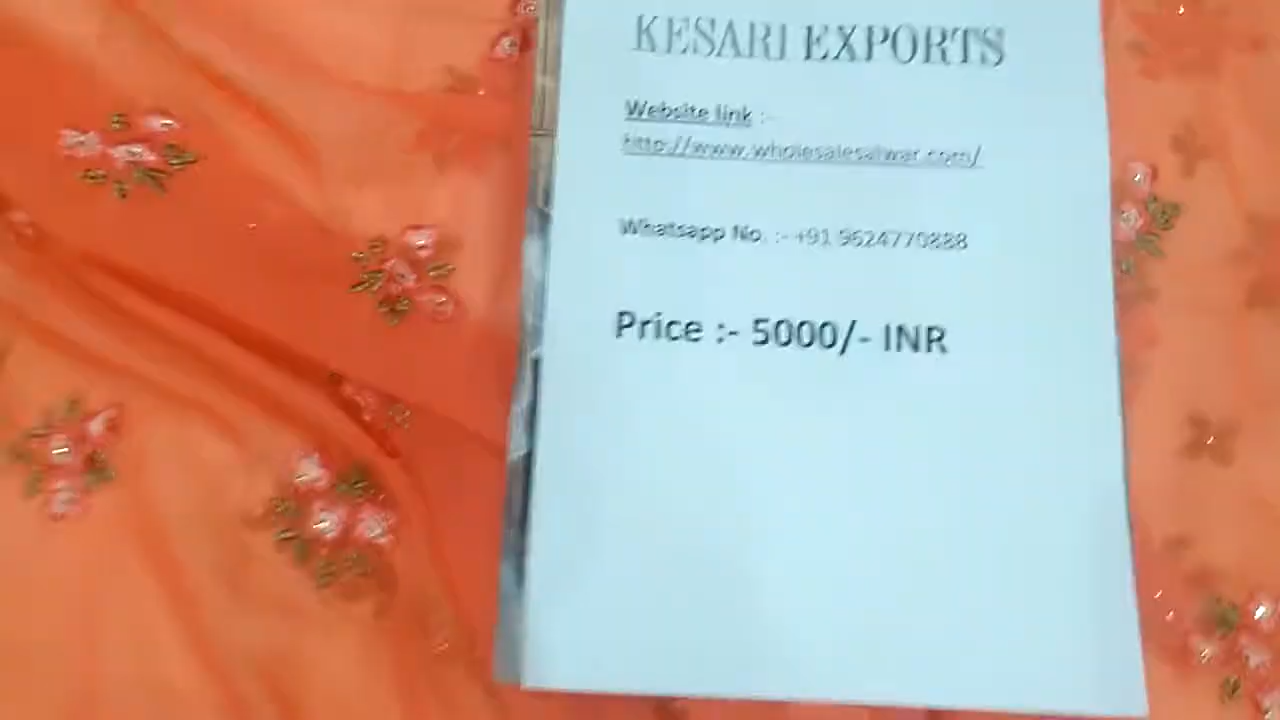 KESARI EXPORTS
Website link :-
http://www.wholesalesalwar.com/
Whatsapp No. :- +91 9624770888
Price :- 5000/- INR